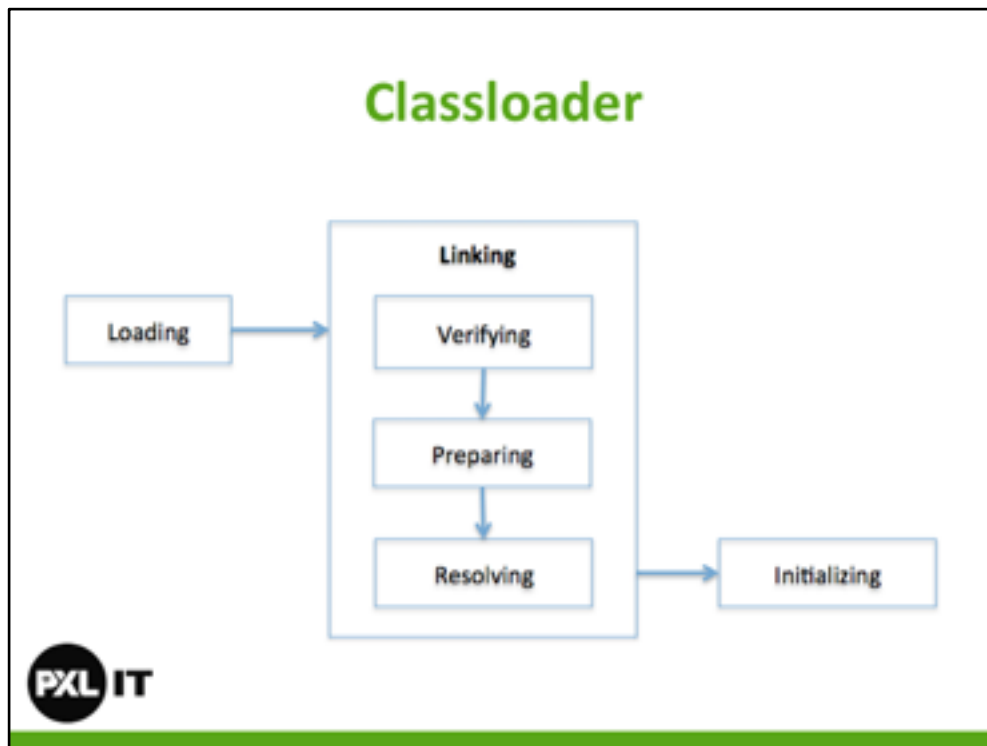 Classloader
Linking
Loading
Verifying
Preparing
Resolving
Initializing
PXL IT